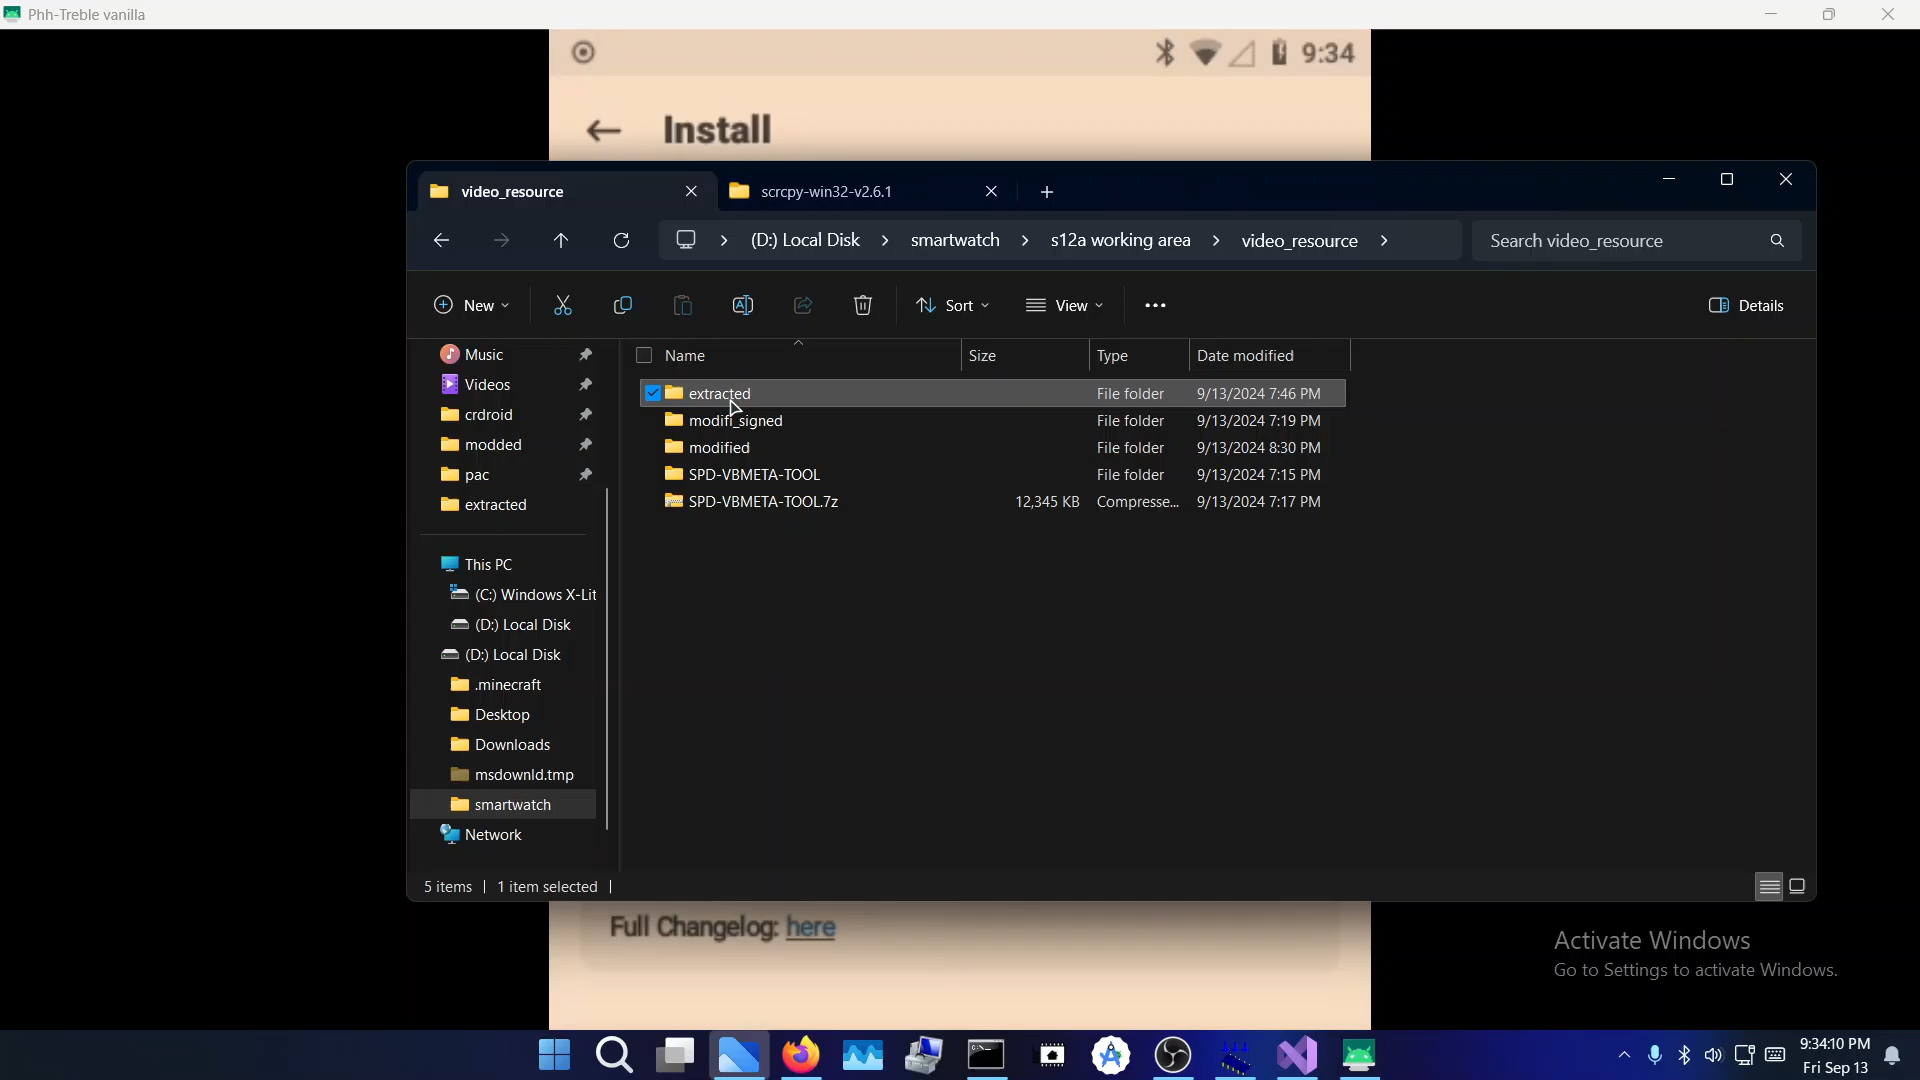 Phh-Treble vanilla
9:34
Install
video_resource
scrcpy-win32-v2.6.1
(D:) Local Disk
smartwatch
s12a working area
video_resource
Search video_resource
New
Sort
View
Details
Name
Size
Type
Date modified
Music
Videos
crdroid
modded
pac
extracted
This PC
(C:) Windows X-Lit
(D:) Local Disk
(D:) Local Disk
.minecraft
Desktop
Downloads
msdownld.tmp
smartwatch
Network
extracted File folder 9/13/2024 7:46 PM
modifi_signed File folder 9/13/2024 7:19 PM
modified File folder 9/13/2024 8:30 PM
SPD-VBMETA-TOOL File folder 9/13/2024 7:15 PM
SPD-VBMETA-TOOL.7z 12,345 KB Compresse... 9/13/2024 7:17 PM
5 items
1 item selected
Full Changelog: here
Activate Windows
Go to Settings to activate Windows.
9:34:10 PM
Fri Sep 13